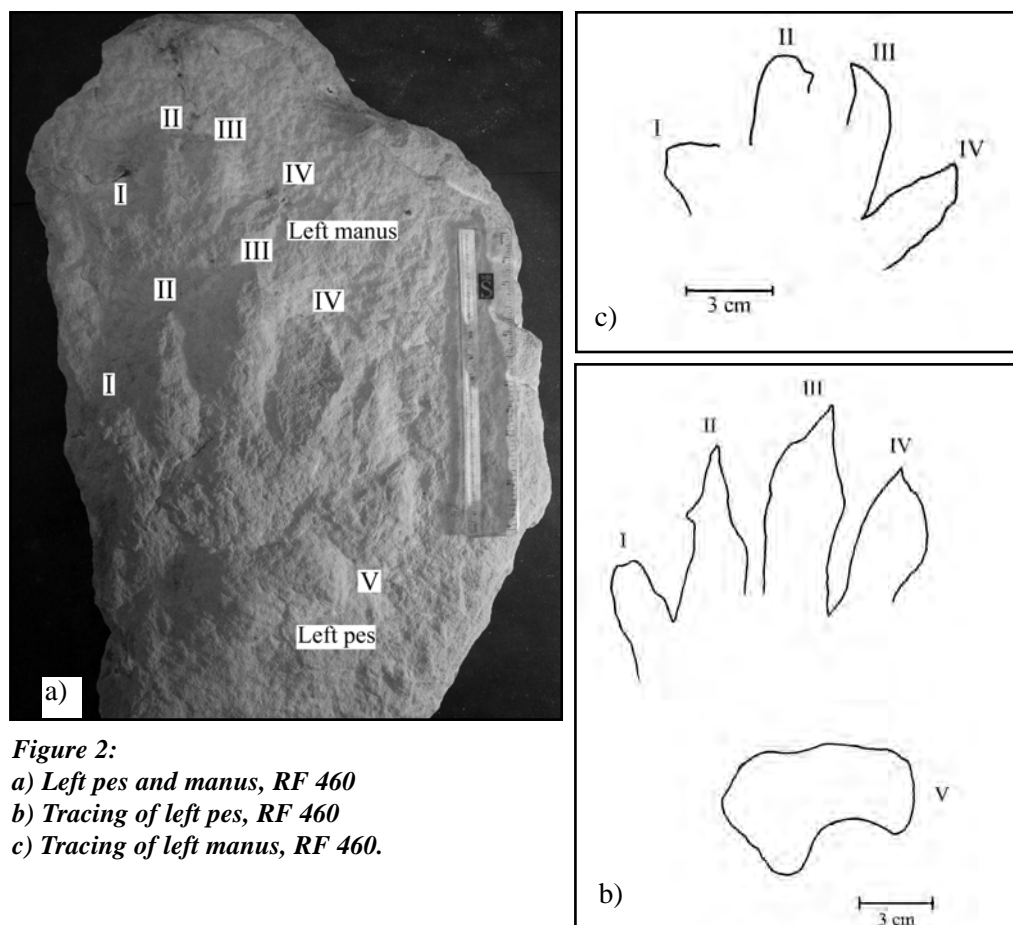 II
III
I
IV
Left manus
III
II
IV
S
I
V
Left pes
a)
II
III
I
IV
3 cm
c)
III
II
IV
I
V
3 cm
b)
Figure 2:
a) Left pes and manus, RF 460
b) Tracing of left pes, RF 460
c) Tracing of left manus, RF 460.